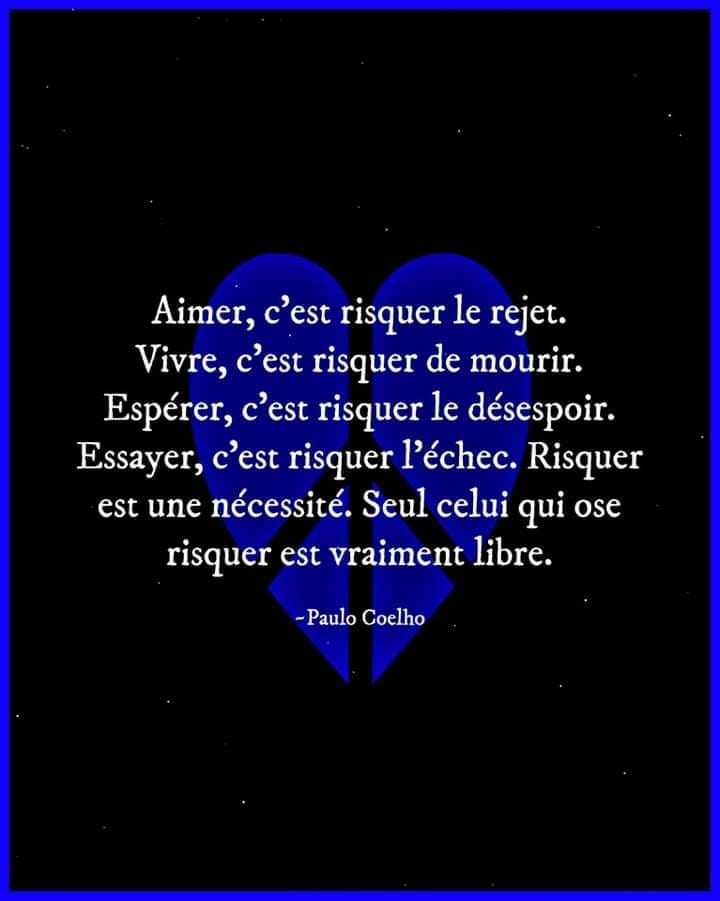 Aimer, c'est risquer le rejet.
Vivre, c'est risquer de mourir.
Espérer, c'est risquer le désespoir.
Essayer, c'est risquer l'échec. Risquer
est une nécessité. Seul celui qui ose
risquer est vraiment libre.
~Paulo Coelho